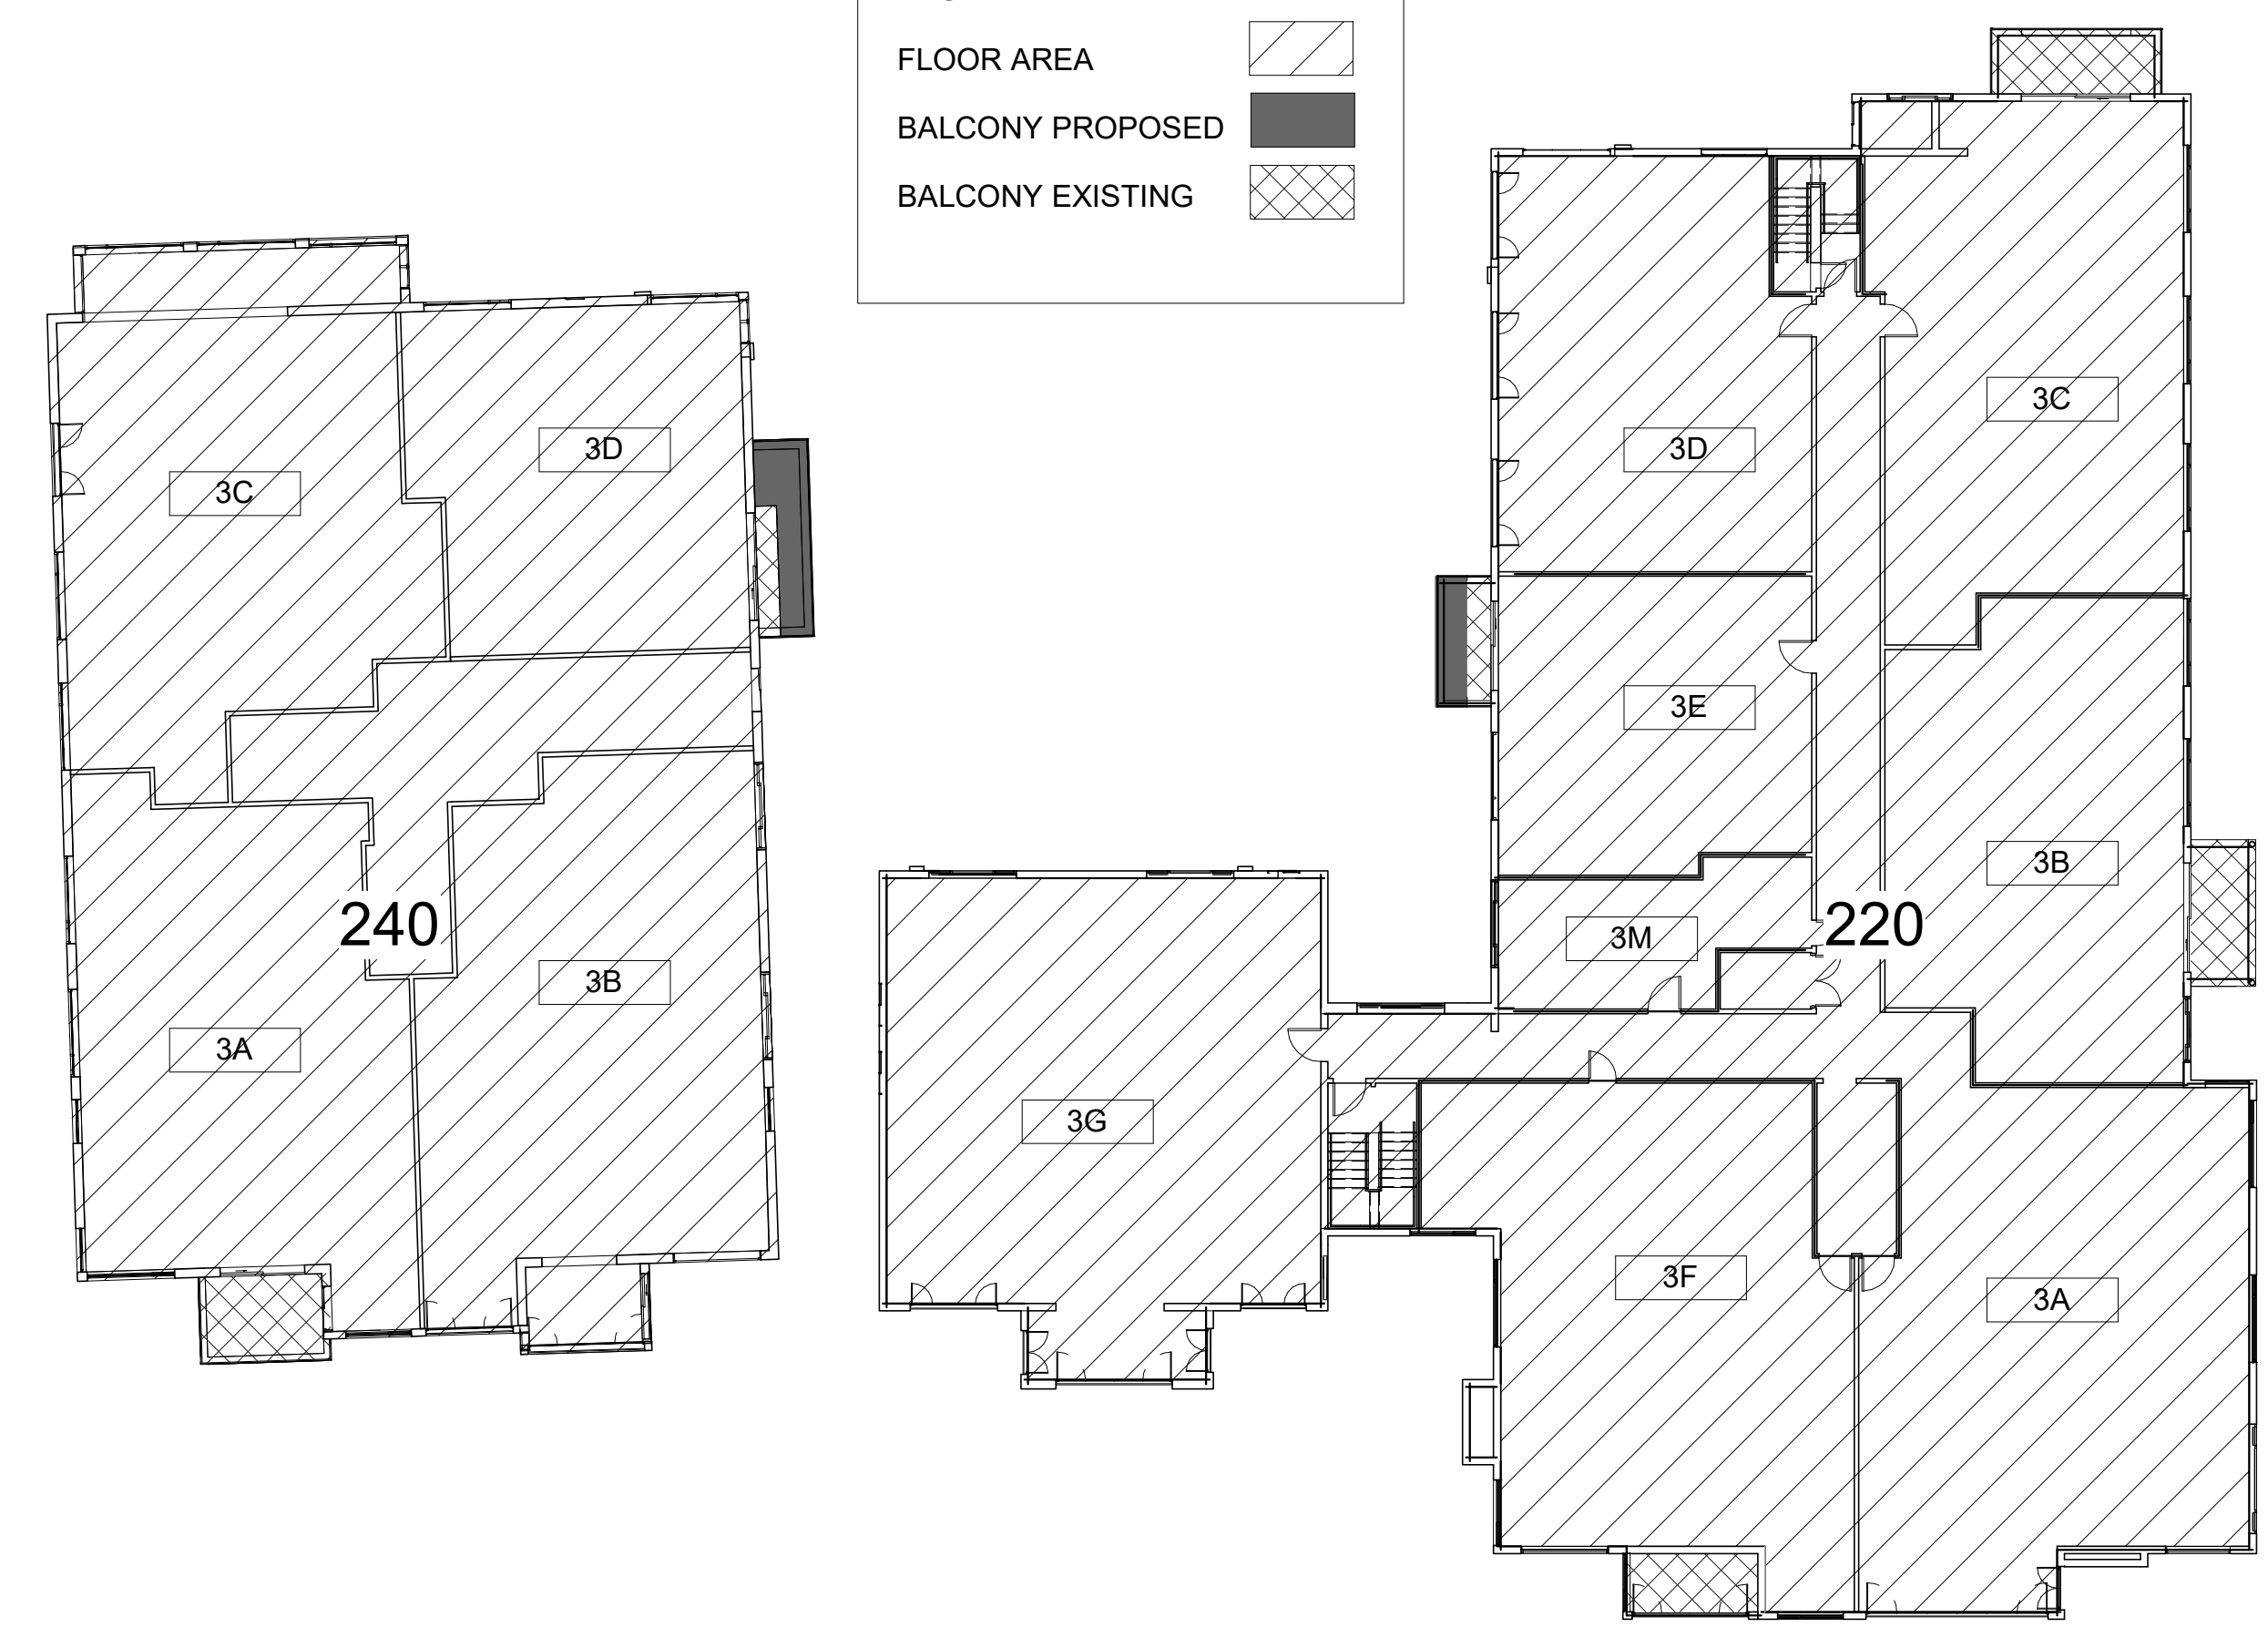 FLOOR AREA
BALCONY PROPOSED
BALCONY EXISTING
3C
3D
240
3A
3B
3C
3D
3E
3B
3M
220
3G
3F
3A